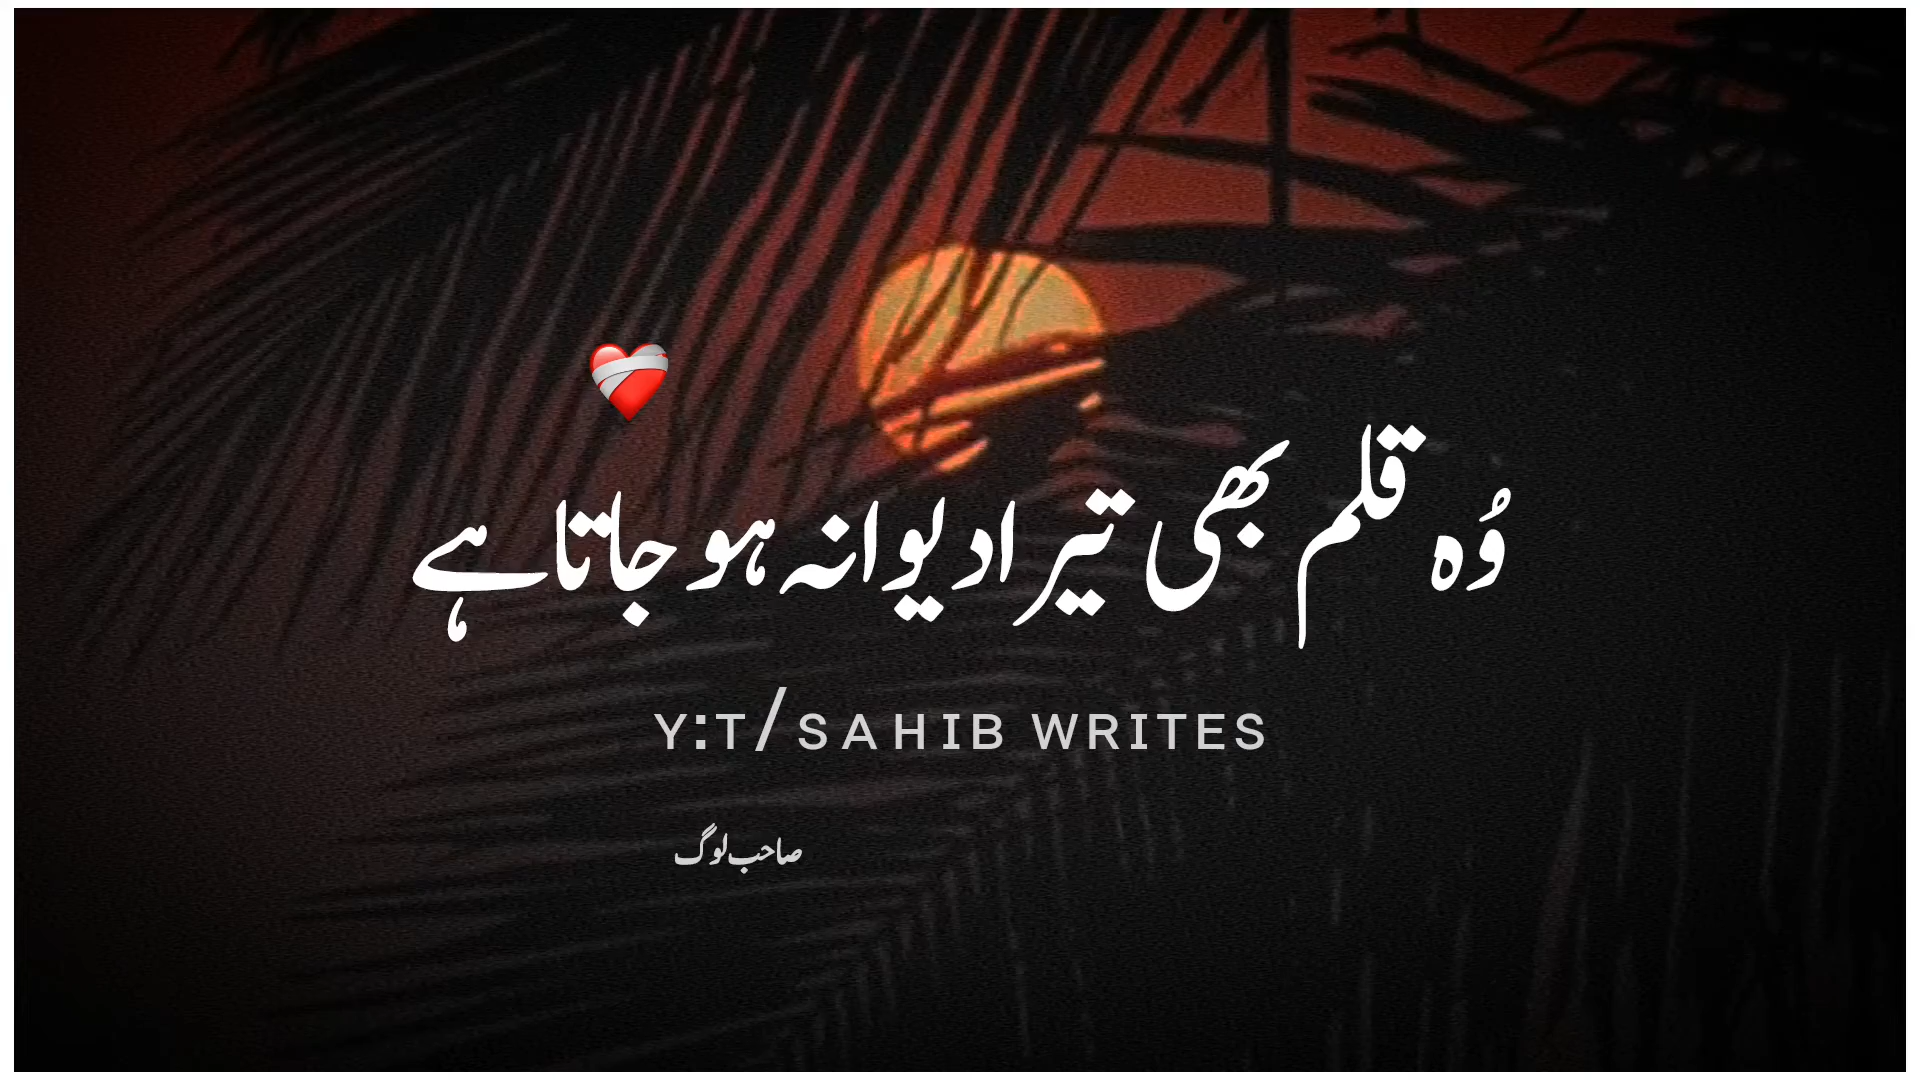 وُہ قلم بھی تیرا دیوانہ ہو جاتا ہے
Y:T/SAHIB WRITES
صاحب لوگ